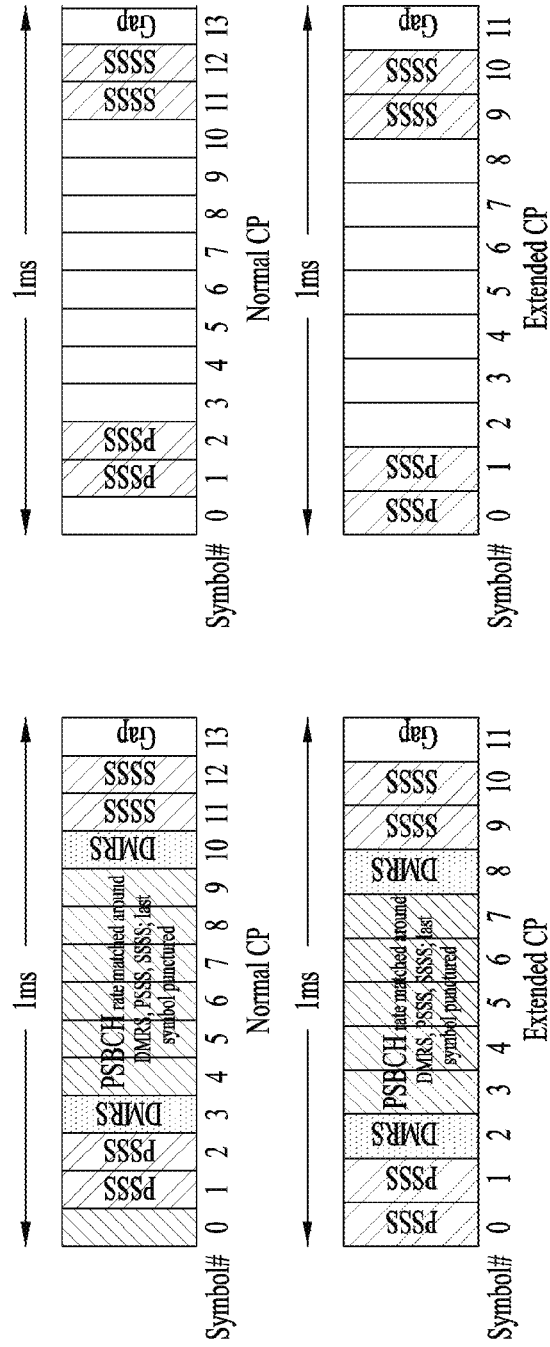 1ms
PSSS PSSS DMRS PSBCH rate matched around
DMRS, PSSS, SSSS; last
symbol punctured DMRS SSSS SSSS Gap
Symbol# 0 1 2 3 4 5 6 7 8 9 10 11 12 13
Normal CP
1ms
PSSS PSSS SSSS SSSS Gap
Symbol# 0 1 2 3 4 5 6 7 8 9 10 11 12 13
Normal CP
1ms
PSSS PSSS DMRS PSBCH rate matched around
DMRS, PSSS, SSSS; last
symbol punctured DMRS SSSS SSSS Gap
Symbol# 0 1 2 3 4 5 6 7 8 9 10 11
Extended CP
1ms
PSSS PSSS SSSS SSSS Gap
Symbol# 0 1 2 3 4 5 6 7 8 9 10 11
Extended CP